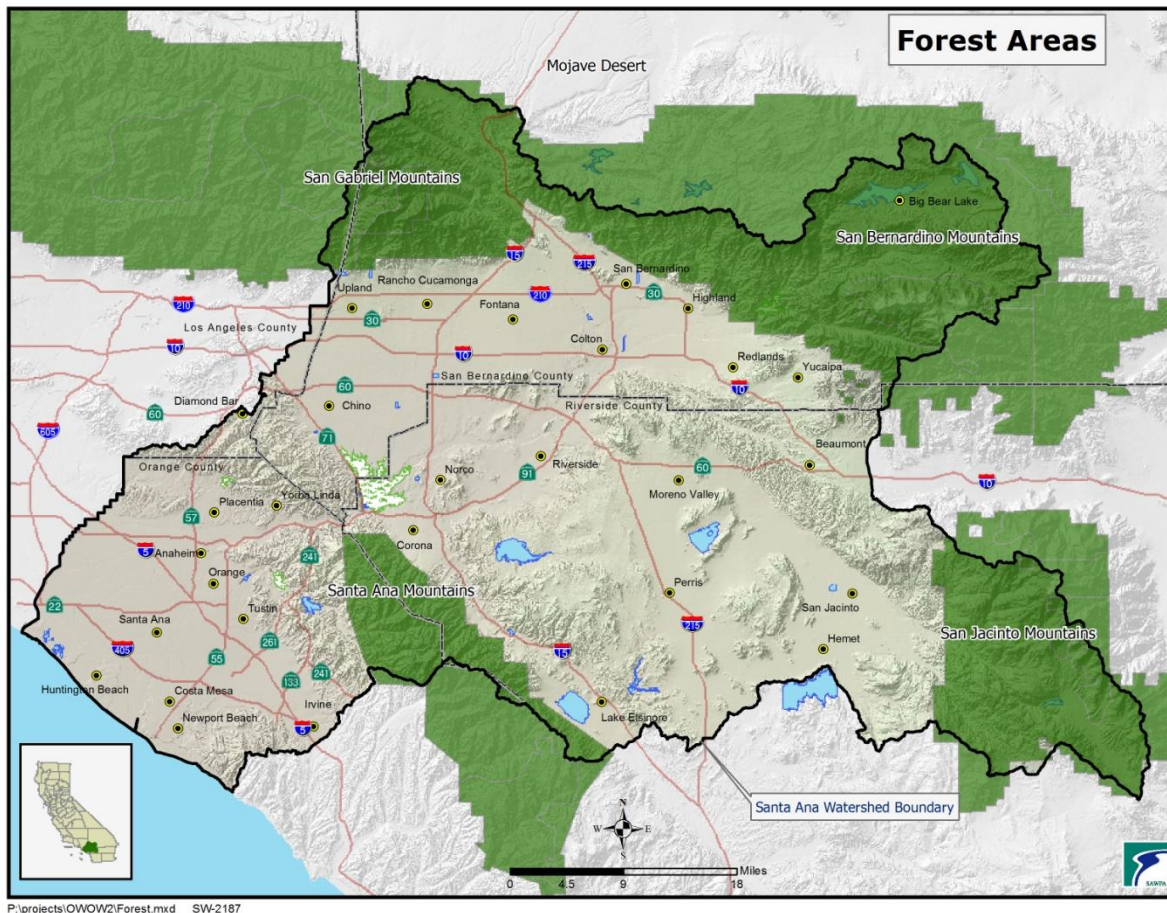 Forest Areas
Mojave Desert
San Gabriel Mountains
Big Bear Lake
San Bernardino Mountains
15
215
San Bernardino
Rancho Cucamonga
Upland
210
30
Highland
210
Fontana
30
Los Angeles County
Colton
10
10
Redlands
San Bernardino County
Yucaipa
10
60
Diamond Bar
Chino
Riverside County
60
605
71
Beaumont
Orange County
Riverside
60
91
Norco
Moreno Valley
10
Placentia
Yorba Linda
57
Corona
5
Anaheim
241
Orange
Santa Ana Mountains
Perris
San Jacinto
22
Santa Ana
Tustin
215
San Jacinto Mountains
405
261
Hemet
55
15
133
241
Huntington Beach
Costa Mesa
Irvine
Lake Elsinore
Newport Beach
5
Santa Ana Watershed Boundary
N
W E
S
Miles
0 4.5 9 18
SAWPA
P:\projects\OWOW2\Forest.mxd SW-2187